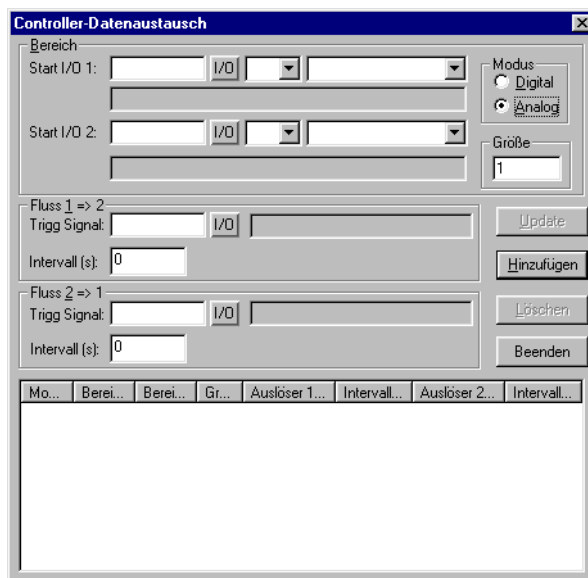 Controller-Datenaustausch
Bereich
Start I/O 1:
I/O
Modus
Digital
Analog
Start I/O 2:
I/O
Größe
1
Fluss 1 => 2
Trigg Signal:
I/O
Update
Intervall (s):
0
Hinzufügen
Fluss 2 => 1
Trigg Signal:
I/O
Löschen
Intervall (s):
0
Beenden
Mo... Berei... Berei... Gr... Auslöser 1... Intervall... Auslöser 2... Intervall...